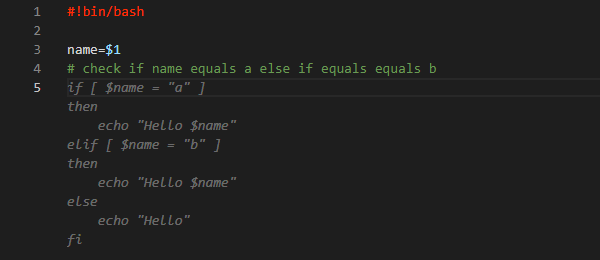 1 #!bin/bash
2
3 name=$1
4 # check if name equals a else if equals equals b
5 if [ $name = "a" ]
then
    echo "Hello $name"
elif [ $name = "b" ]
then
    echo "Hello $name"
else
    echo "Hello"
fi